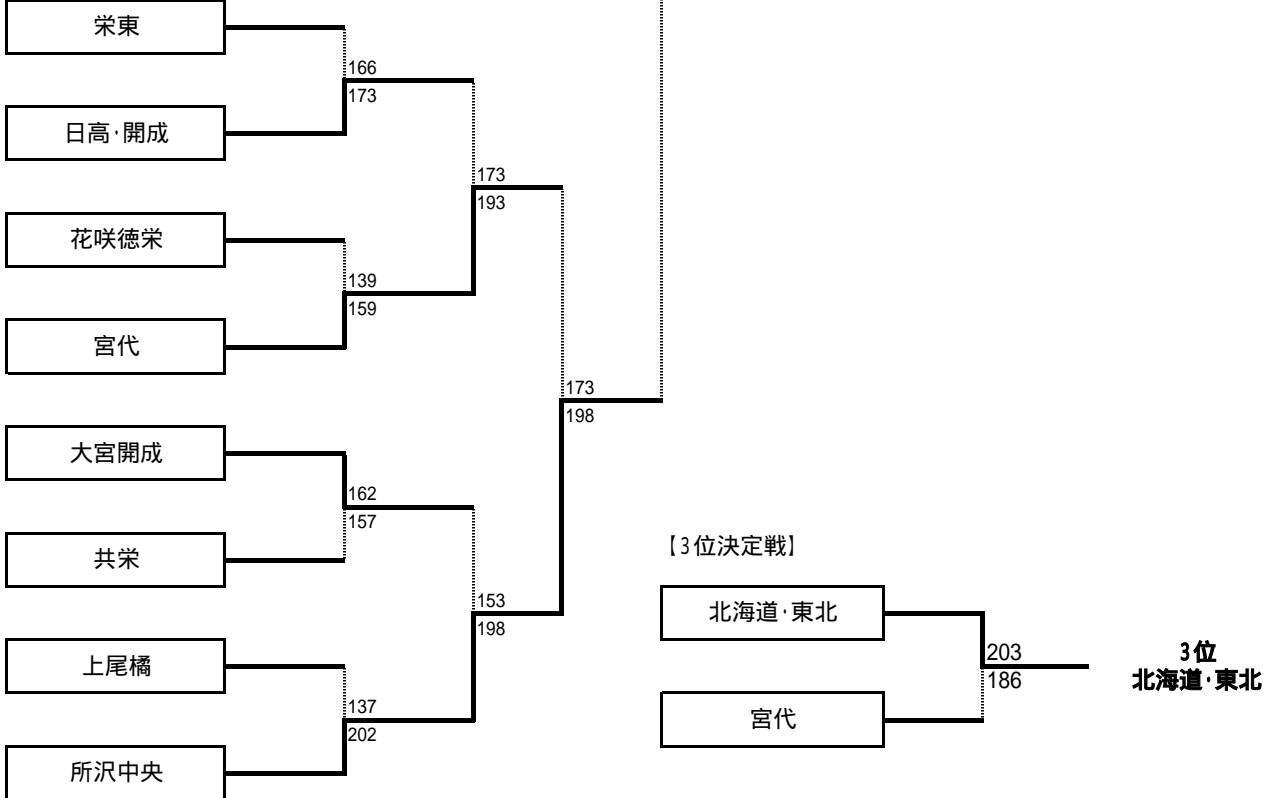 栄東
166
173
日高･開成
173
193
花咲徳栄
139
159
宮代
173
198
大宮開成
162
157
共栄
153
198
上尾橘
137
202
所沢中央
【3位決定戦】
北海道･東北
203
186
宮代
3位
北海道･東北